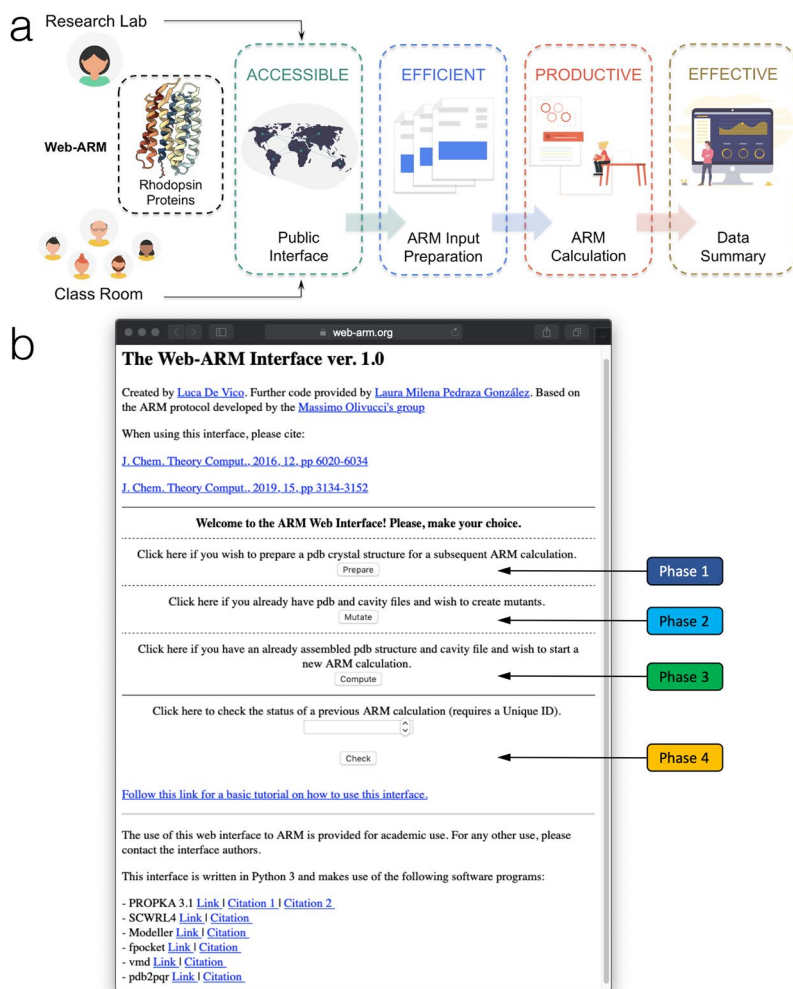 a
Research Lab
Web-ARM
Rhodopsin
Proteins
Class Room
ACCESSIBLE
Public
Interface
EFFICIENT
ARM Input
Preparation
PRODUCTIVE
ARM
Calculation
EFFECTIVE
Data
Summary
b
web-arm.org
The Web-ARM Interface ver. 1.0
Created by Luca De Vico. Further code provided by Laura Milena Pedraza González. Based on
the ARM protocol developed by the Massimo Olivucci's group
When using this interface, please cite:
J. Chem. Theory Comput., 2016, 12, pp 6020-6034
J. Chem. Theory Comput., 2019, 15, pp 3134-3152
Welcome to the ARM Web Interface! Please, make your choice.
Click here if you wish to prepare a pdb crystal structure for a subsequent ARM calculation.
Prepare
Phase 1
Click here if you already have pdb and cavity files and wish to create mutants.
Mutate
Phase 2
Click here if you have an already assembled pdb structure and cavity file and wish to start a
new ARM calculation.
Compute
Phase 3
Click here to check the status of a previous ARM calculation (requires a Unique ID).
Check
Phase 4
Follow this link for a basic tutorial on how to use this interface.
The use of this web interface to ARM is provided for academic use. For any other use, please
contact the interface authors.
This interface is written in Python 3 and makes use of the following software programs:
- PROPKA 3.1 Link | Citation 1 | Citation 2
- SCWRL4 Link | Citation
- Modeller Link | Citation
- fpocket Link | Citation
- vmd Link | Citation
- pdb2pqr Link | Citation